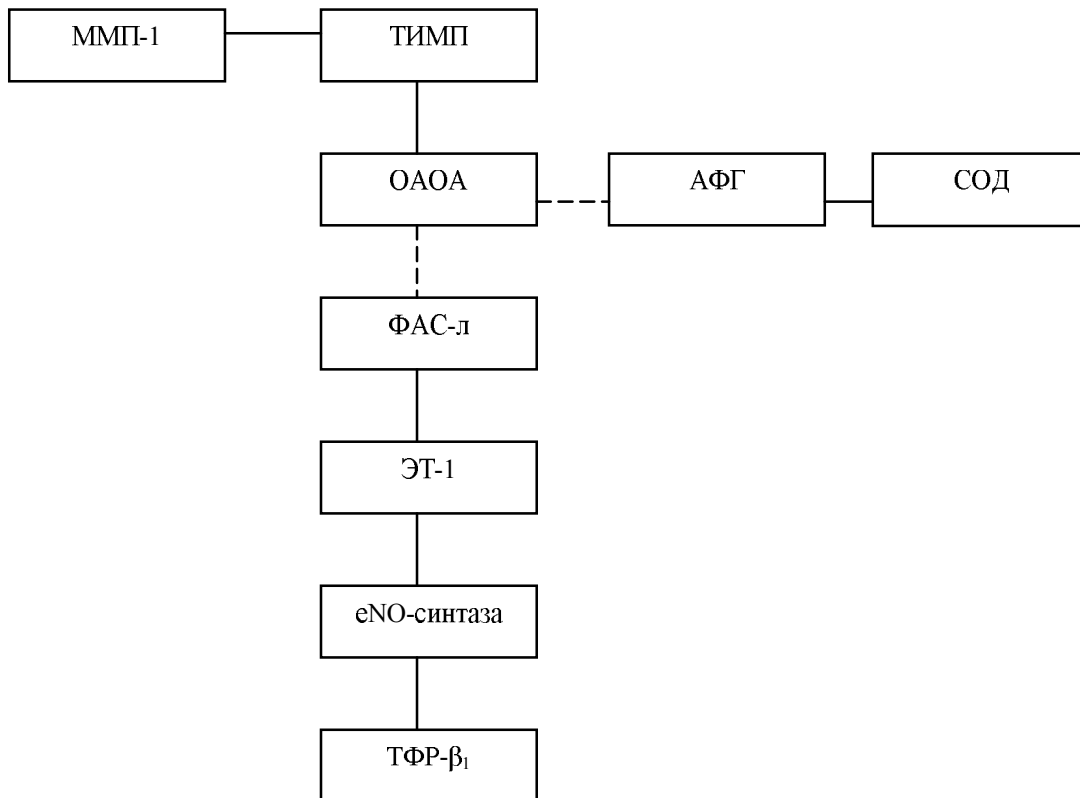 ММП-1
ТИМП
ОАОА
АФГ
СОД
ФАС-л
ЭТ-1
eNO-синтаза
ТФР-β₁